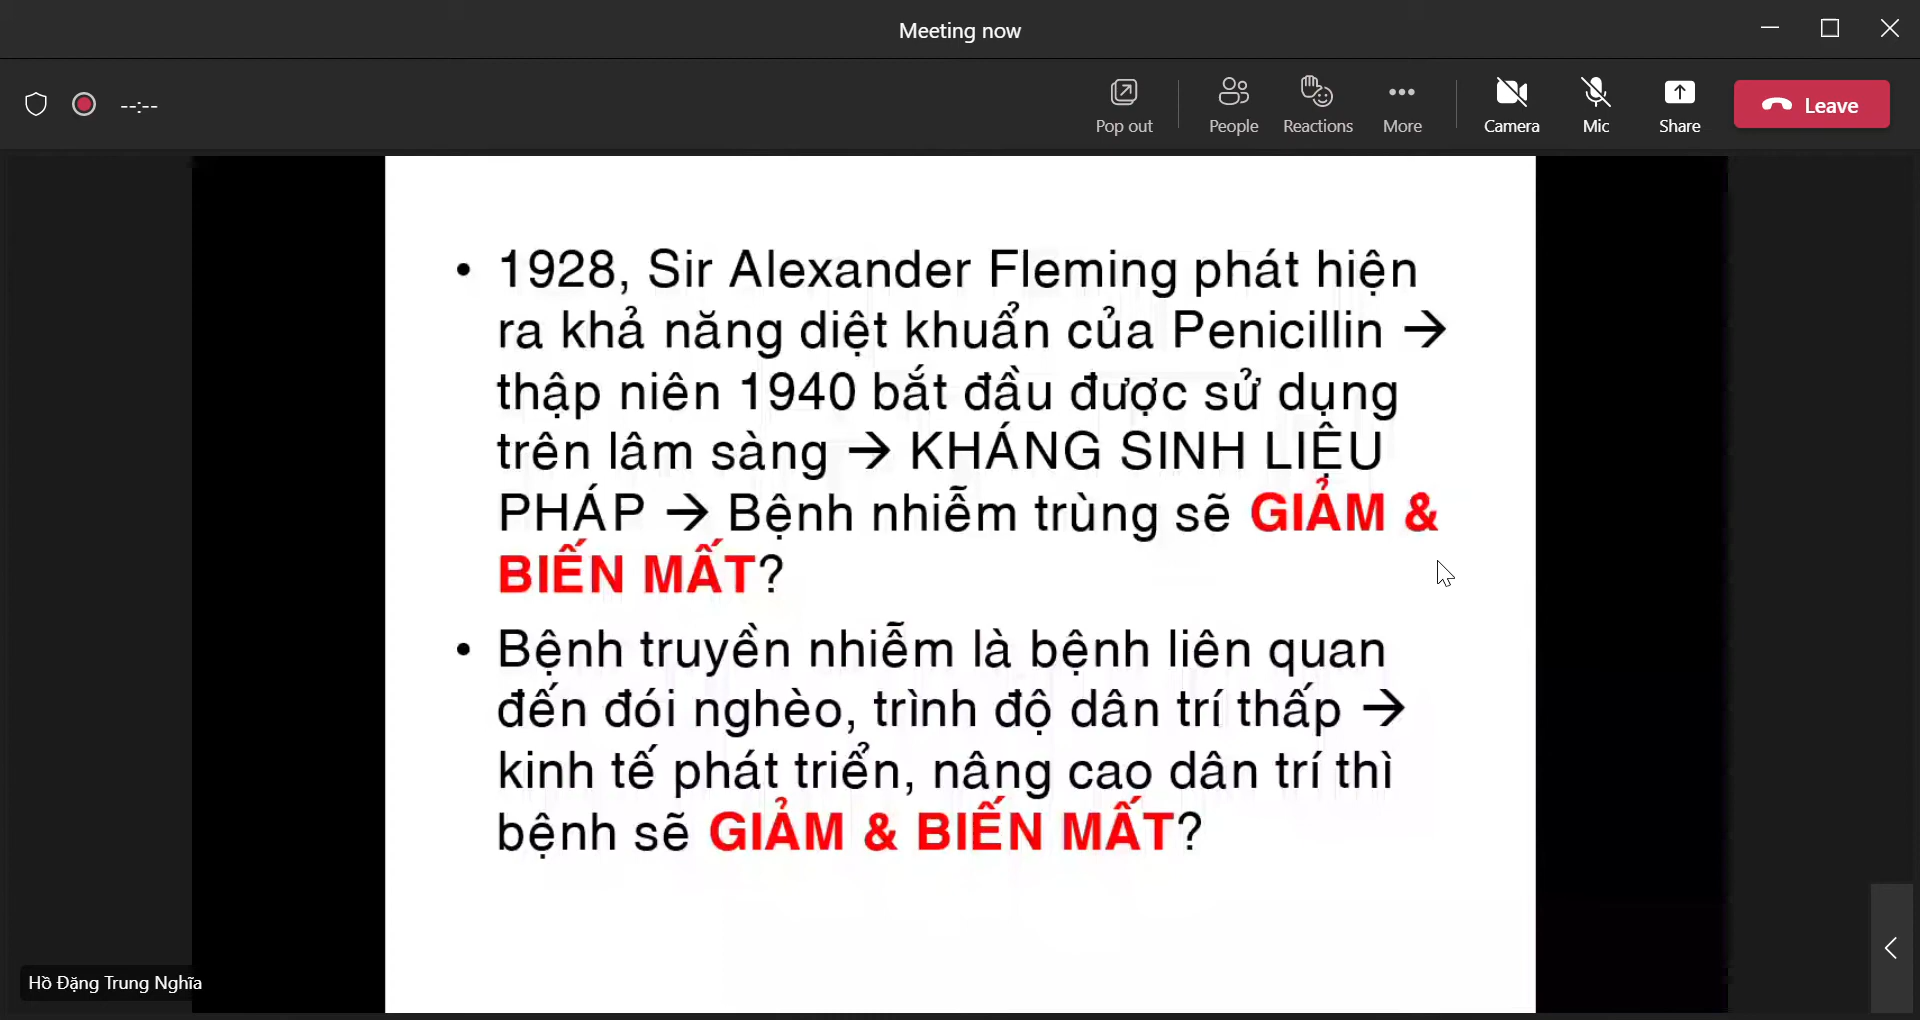 Meeting now
--:--
Pop out
People
Reactions
More
Camera
Mic
Share
Leave
• 1928, Sir Alexander Fleming phát hiện
ra khả năng diệt khuẩn của Penicillin →
thập niên 1940 bắt đầu được sử dụng
trên lâm sàng → KHÁNG SINH LIỆU
PHÁP → Bệnh nhiễm trùng sẽ GIẢM &
BIẾN MẤT?
• Bệnh truyền nhiễm là bệnh liên quan
đến đói nghèo, trình độ dân trí thấp →
kinh tế phát triển, nâng cao dân trí thì
bệnh sẽ GIẢM & BIẾN MẤT?
Hồ Đặng Trung Nghĩa